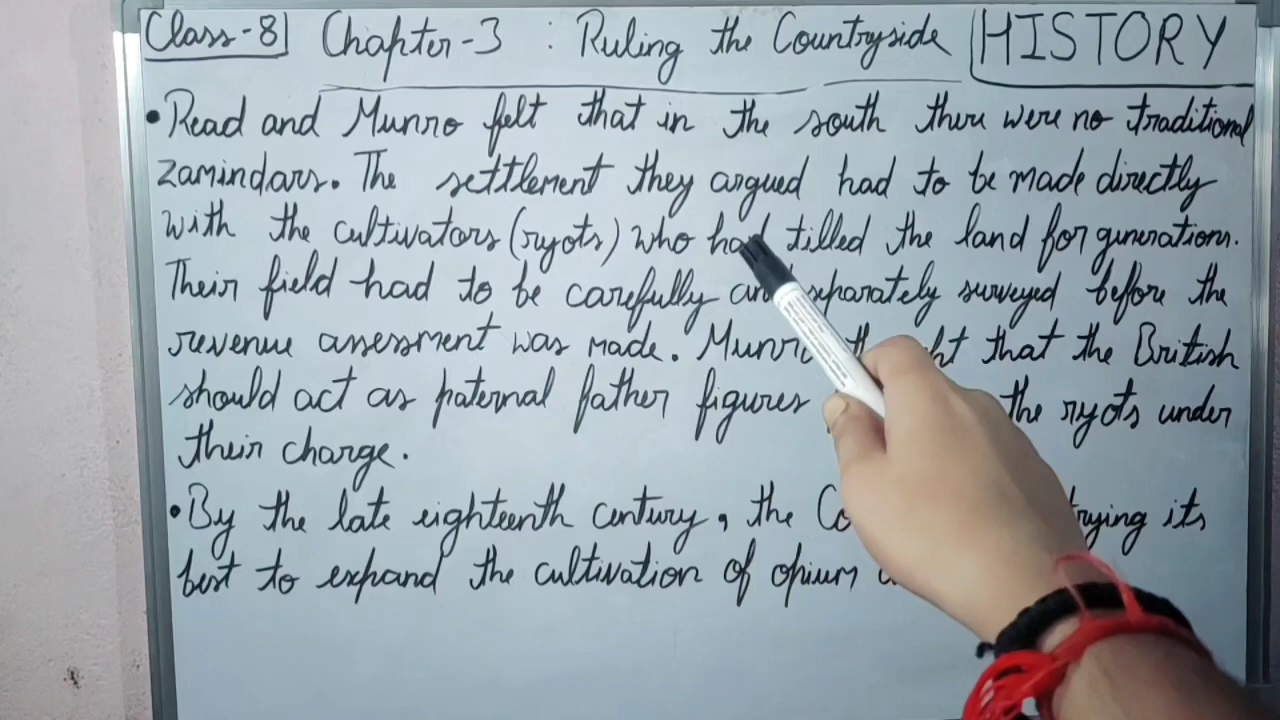 Class-8 Chapter-3 : Ruling the Countryside HISTORY
• Read and Munro felt that in the south there were no traditional
zamindars. The settlement they argued had to be made directly
with the cultivators (ryots) who had tilled the land for generations.
Their field had to be carefully and separately surveyed before the
revenue assessment was made. Munro that the British
should act as paternal father figures the ryots under
their charge.
• By the late eighteenth century, the trying its
best to expand the cultivation of opium